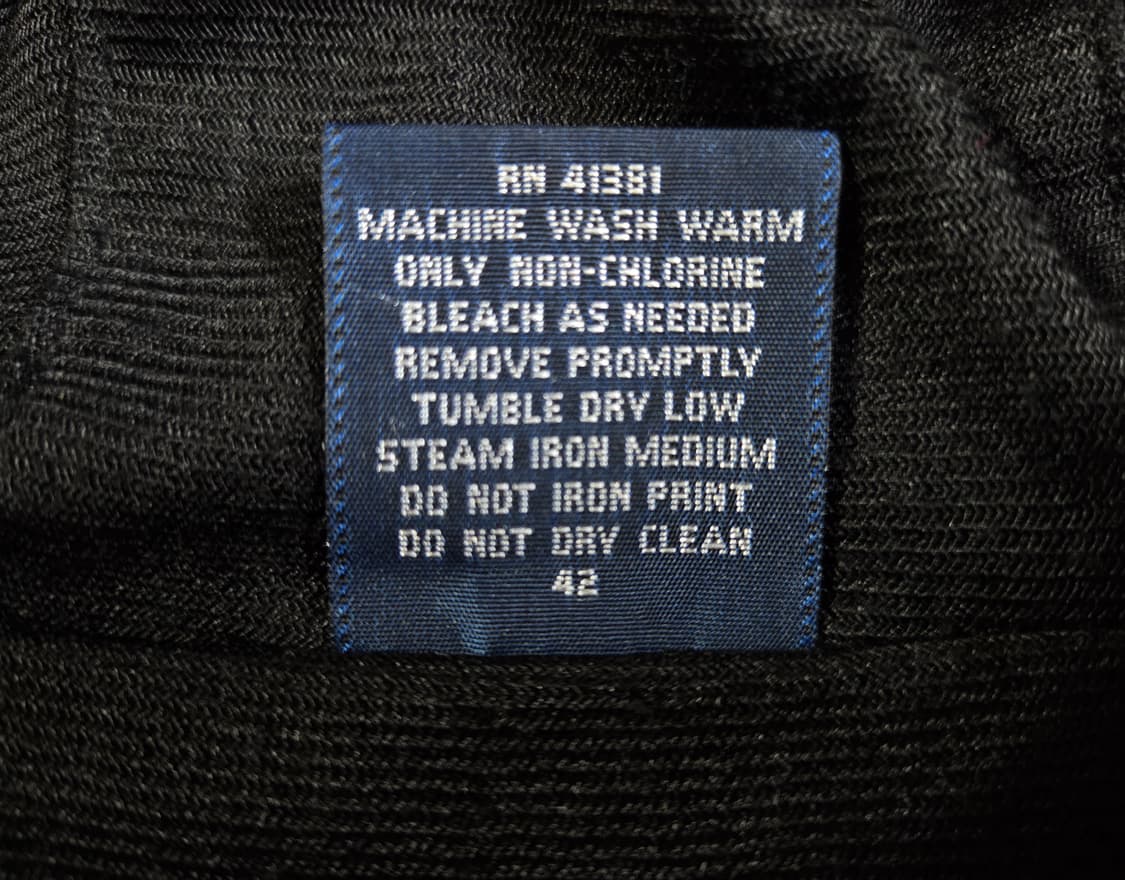 RN 41381
MACHINE WASH WARM
ONLY NON-CHLORINE
BLEACH AS NEEDED
REMOVE PROMPTLY
TUMBLE DRY LOW
STEAM IRON MEDIUM
DO NOT IRON PRINT
DO NOT DRY CLEAN
42